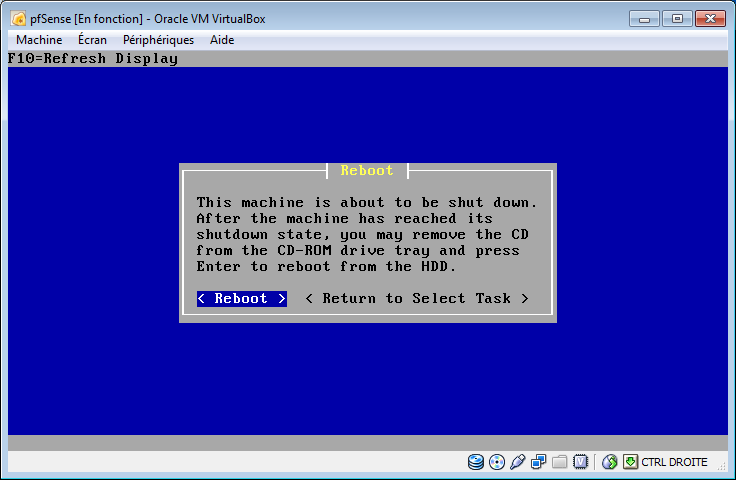 pfSense [En fonction] - Oracle VM VirtualBox
Machine Écran Périphériques Aide
F10=Refresh Display
Reboot
This machine is about to be shut down.
After the machine has reached its
shutdown state, you may remove the CD
from the CD-ROM drive tray and press
Enter to reboot from the HDD.
< Reboot > < Return to Select Task >
CTRL DROITE